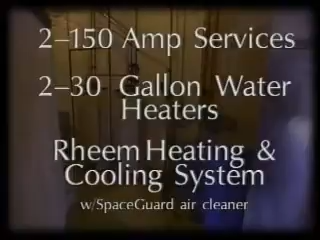 2–150 Amp Services
2–30 Gallon Water
Heaters
Rheem Heating &
Cooling System
w/SpaceGuard air cleaner